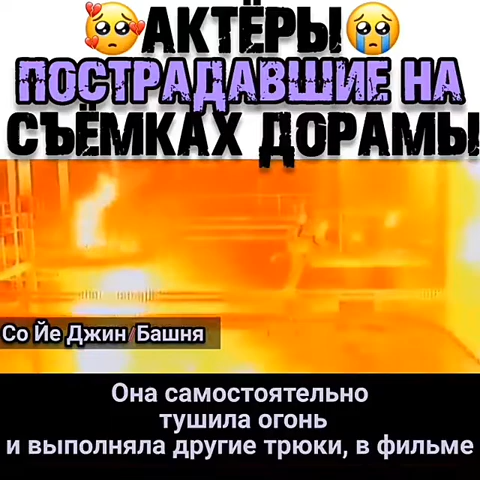 🥺АКТЁРЫ😢
ПОСТРАДАВШИЕ НА
СЪЁМКАХ ДОРАМЫ
Со Йе Джин Башня
Она самостоятельно
тушила огонь
и выполняла другие трюки, в фильме